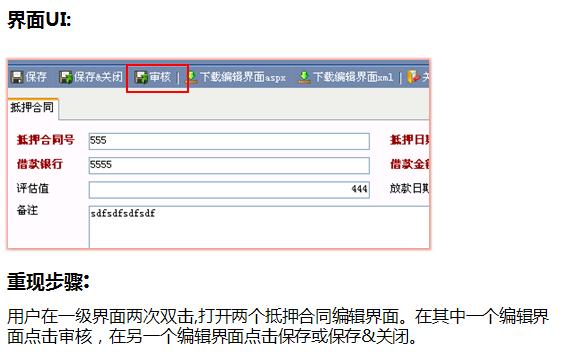 界面UI:
保存 保存&关闭 审核 | 下载编辑界面aspx 下载编辑界面xml |
抵押合同
抵押合同号 555 抵押日
借款银行 5555 借款金
评估值 444 放款日期
备注 sdfsdfsdfsdf
重现步骤:
用户在一级界面两次双击,打开两个抵押合同编辑界面。在其中一个编辑界
面点击审核，在另一个编辑界面点击保存或保存&关闭。